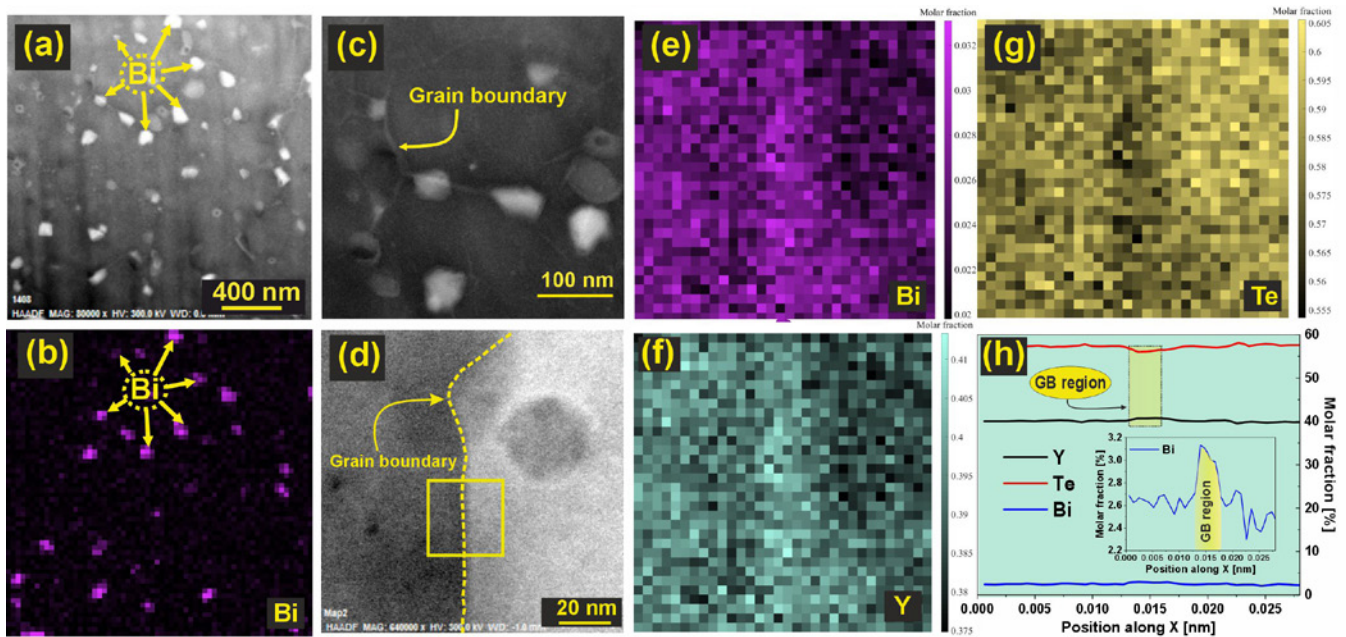 (a)
Bi
1408
400 nm
HAADF MAG: 80000 x HV: 300.0 kV WD: 0.0
(b)
Bi
Bi
(c)
Grain boundary
100 nm
(d)
Grain boundary
Map2
20 nm
HAADF MAG: 640000 x HV: 300.0 kV WD: -1.0
Molar fraction
(e)
Bi
0.032
0.03
0.028
0.026
0.024
0.022
0.02
Molar fraction
(f)
Y
0.41
0.405
0.4
0.395
0.39
0.385
0.38
0.375
Molar fraction
(g)
Te
0.605
0.6
0.595
0.59
0.585
0.58
0.575
0.57
0.565
0.56
0.555
(h)
GB region
Y
Te
Bi
60
50
40
30
20
10
0
Molar fraction [%]
0.000 0.005 0.010 0.015 0.020 0.025
Position along X [nm]
Bi
3.2
3.0
2.8
2.6
2.4
2.2
Molar fraction [%]
GB region
0.000 0.005 0.010 0.015 0.020 0.025
Position along X [nm]